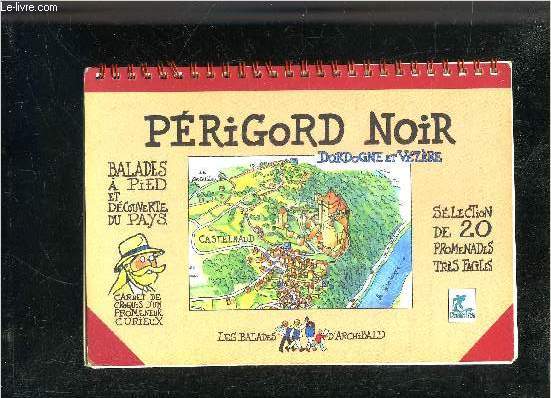 Le-livre.com
PÉRiGoRD NoiR
DORDOGNE ET VÉZÈRE
BALADES
À PiED
ET
DÉCOUVERTE
DU PAYS.
CASTELNAUD
SÉLECTiON
DE 20
PROMENADES
TRÈS FACiLES
CARNET DE
CROQUiS D'UN
PROMENEUR
CURiEUX
LES BALADES D'ARCHiBALD